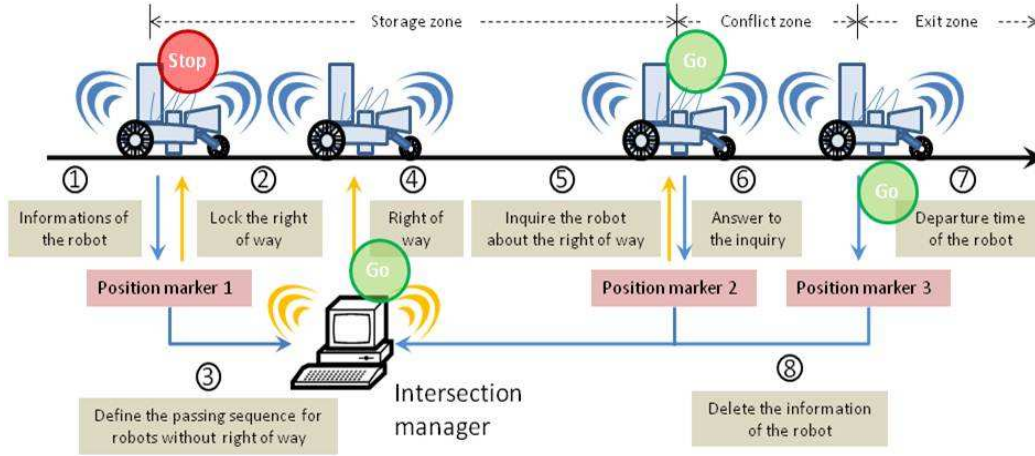 Storage zone
Conflict zone
Exit zone
Stop
Go
①
②
④
⑤
⑥
Go
⑦
Informations of
the robot
Lock the right
of way
Right of
way
Inquire the robot
about the right of way
Answer to
the inquiry
Departure time
of the robot
Go
Position marker 1
Position marker 2
Position marker 3
③
Intersection
manager
⑧
Define the passing sequence for
robots without right of way
Delete the information
of the robot